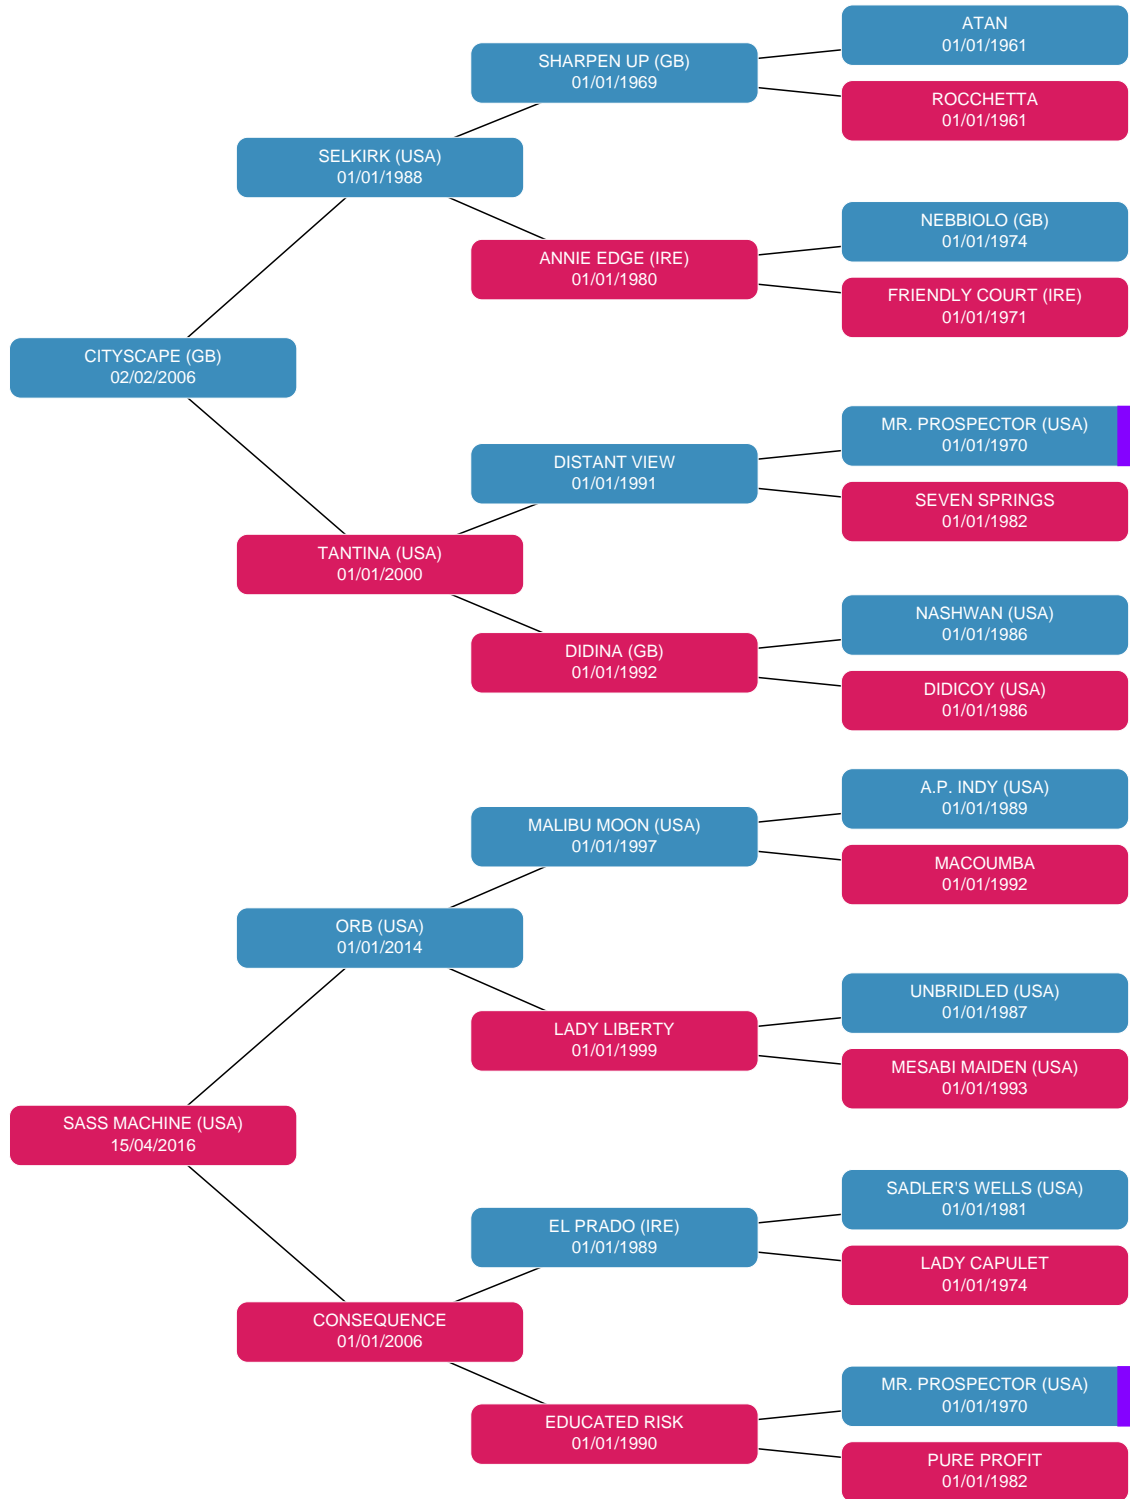 ATAN
01/01/1961
SHARPEN UP (GB)
01/01/1969
ROCCHETTA
01/01/1961
SELKIRK (USA)
01/01/1988
NEBBIOLO (GB)
01/01/1974
ANNIE EDGE (IRE)
01/01/1980
FRIENDLY COURT (IRE)
01/01/1971
CITYSCAPE (GB)
02/02/2006
MR. PROSPECTOR (USA)
01/01/1970
DISTANT VIEW
01/01/1991
SEVEN SPRINGS
01/01/1982
TANTINA (USA)
01/01/2000
NASHWAN (USA)
01/01/1986
DIDINA (GB)
01/01/1992
DIDICOY (USA)
01/01/1986
A.P. INDY (USA)
01/01/1989
MALIBU MOON (USA)
01/01/1997
MACOUMBA
01/01/1992
ORB (USA)
01/01/2014
UNBRIDLED (USA)
01/01/1987
LADY LIBERTY
01/01/1999
MESABI MAIDEN (USA)
01/01/1993
SASS MACHINE (USA)
15/04/2016
SADLER'S WELLS (USA)
01/01/1981
EL PRADO (IRE)
01/01/1989
LADY CAPULET
01/01/1974
CONSEQUENCE
01/01/2006
MR. PROSPECTOR (USA)
01/01/1970
EDUCATED RISK
01/01/1990
PURE PROFIT
01/01/1982